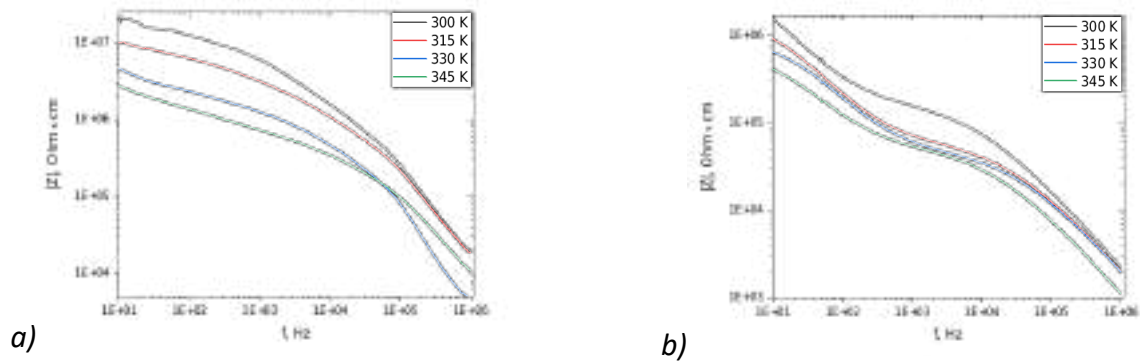 300 K
315 K
330 K
345 K
1E+07
1E+06
1E+05
1E+04
|Z|, Ohm×cm
1E+01 1E+02 1E+03 1E+04 1E+05 1E+06
f, Hz
a)
300 K
315 K
330 K
345 K
1E+06
1E+05
1E+04
1E+03
|Z|, Ohm×cm
1E+01 1E+02 1E+03 1E+04 1E+05 1E+06
f, Hz
b)